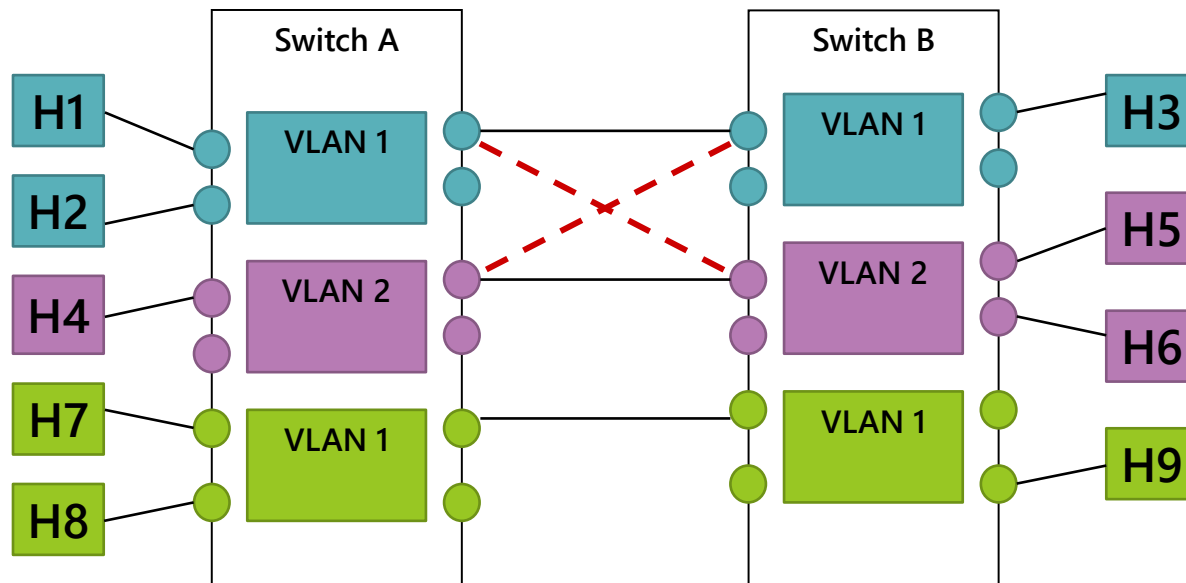 Switch A
Switch B
H1
VLAN 1
VLAN 1
H3
H2
H4
VLAN 2
VLAN 2
H5
H6
H7
VLAN 1
VLAN 1
H8
H9